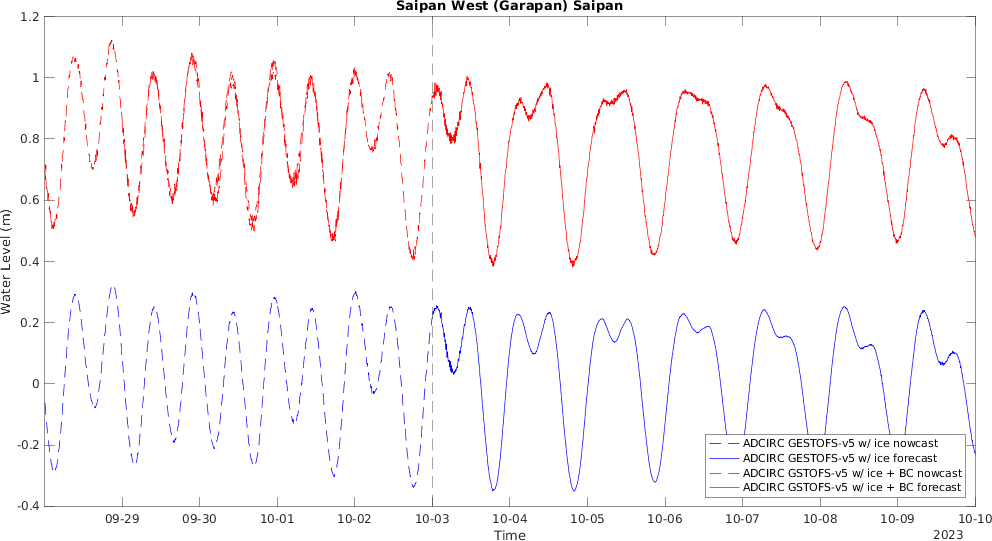 Saipan West (Garapan) Saipan
1.2
1
0.8
0.6
0.4
0.2
0
-0.2
-0.4
Water Level (m)
ADCIRC GESTOFS-v5 w/ ice nowcast
ADCIRC GESTOFS-v5 w/ ice forecast
ADCIRC GSTOFS-v5 w/ ice + BC nowcast
ADCIRC GSTOFS-v5 w/ ice + BC forecast
09-29 09-30 10-01 10-02 10-03 10-04 10-05 10-06 10-07 10-08 10-09 10-10
Time
2023